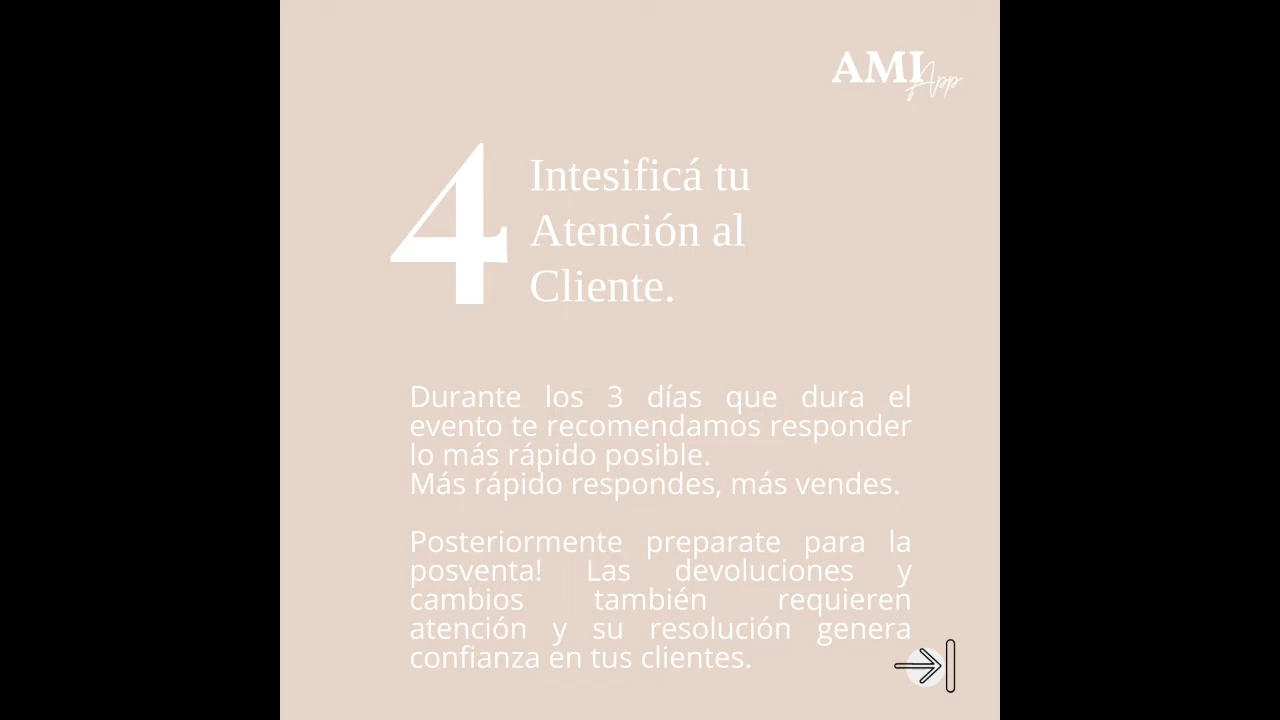 AMI App
4
Intesificá tu
Atención al
Cliente.
Durante los 3 días que dura el
evento te recomendamos responder
lo más rápido posible.
Más rápido respondes, más vendes.
Posteriormente preparate para la
posventa! Las devoluciones y
cambios también requieren
atención y su resolución genera
confianza en tus clientes.